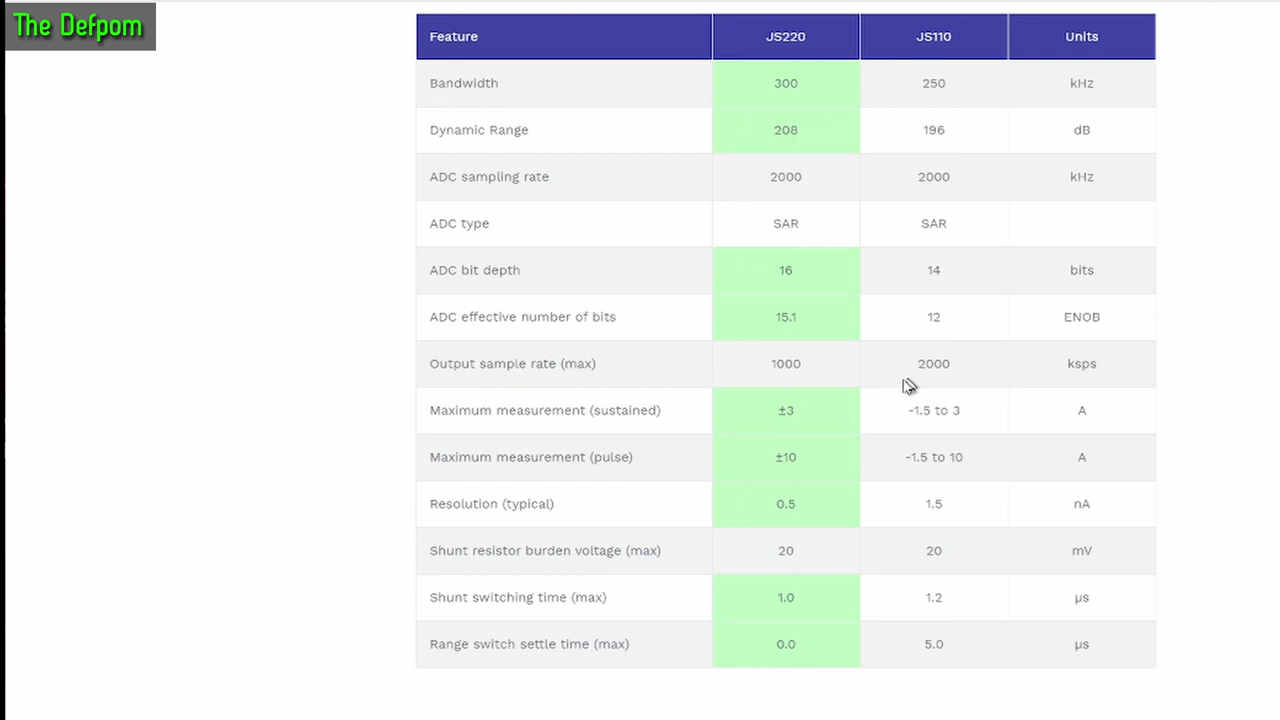 The Defpom
Feature JS220 JS110 Units
Bandwidth 300 250 kHz
Dynamic Range 208 196 dB
ADC sampling rate 2000 2000 kHz
ADC type SAR SAR
ADC bit depth 16 14 bits
ADC effective number of bits 15.1 12 ENOB
Output sample rate (max) 1000 2000 ksps
Maximum measurement (sustained) ±3 -1.5 to 3 A
Maximum measurement (pulse) ±10 -1.5 to 10 A
Resolution (typical) 0.5 1.5 nA
Shunt resistor burden voltage (max) 20 20 mV
Shunt switching time (max) 1.0 1.2 µs
Range switch settle time (max) 0.0 5.0 µs